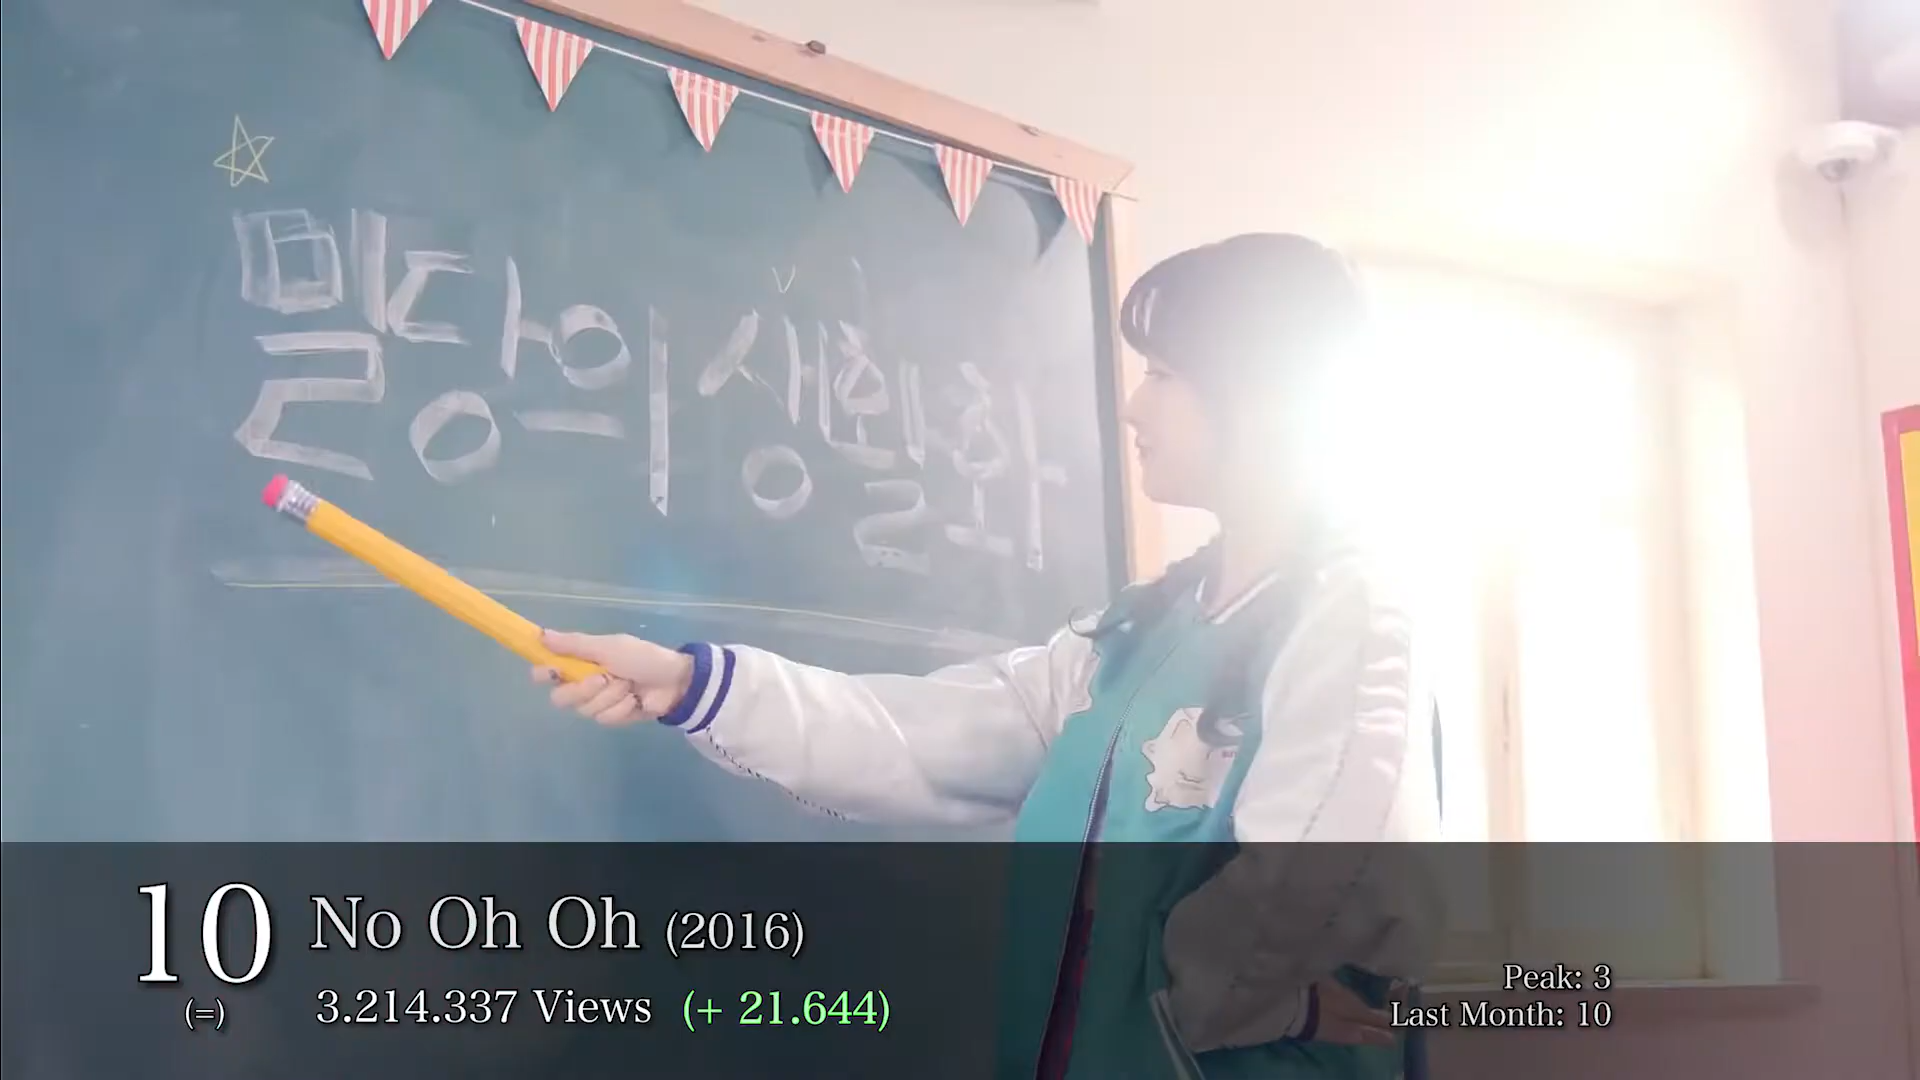 밀당의 생활화
10
(=)
No Oh Oh (2016)
3.214.337 Views (+ 21.644)
Peak: 3
Last Month: 10